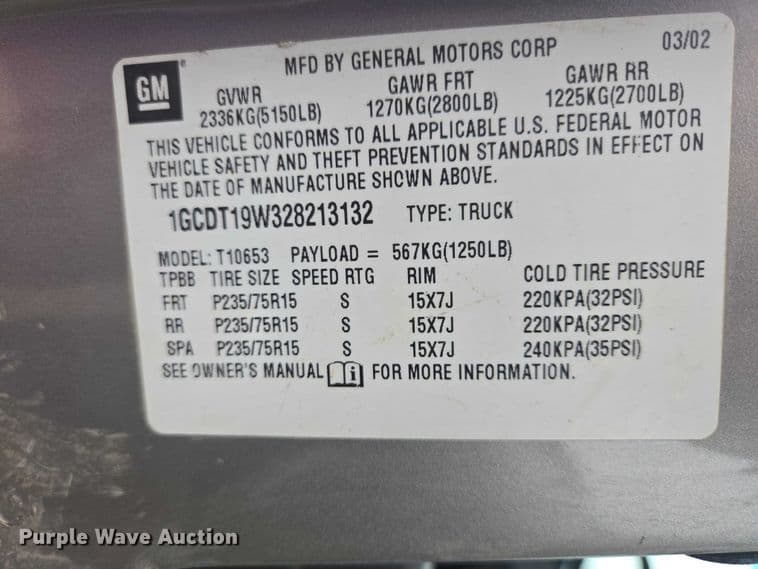 GM
MFD BY GENERAL MOTORS CORP 03/02
GVWR GAWR FRT GAWR RR
2336KG(5150LB) 1270KG(2800LB) 1225KG(2700LB)
THIS VEHICLE CONFORMS TO ALL APPLICABLE U.S. FEDERAL MOTOR
VEHICLE SAFETY AND THEFT PREVENTION STANDARDS IN EFFECT ON
THE DATE OF MANUFACTURE SHOWN ABOVE.
1GCDT19W328213132 TYPE: TRUCK
MODEL: T10653 PAYLOAD = 567KG(1250LB)
TPBB TIRE SIZE SPEED RTG RIM COLD TIRE PRESSURE
FRT P235/75R15 S 15X7J 220KPA(32PSI)
RR P235/75R15 S 15X7J 220KPA(32PSI)
SPA P235/75R15 S 15X7J 240KPA(35PSI)
SEE OWNER'S MANUAL i FOR MORE INFORMATION.
Purple Wave Auction